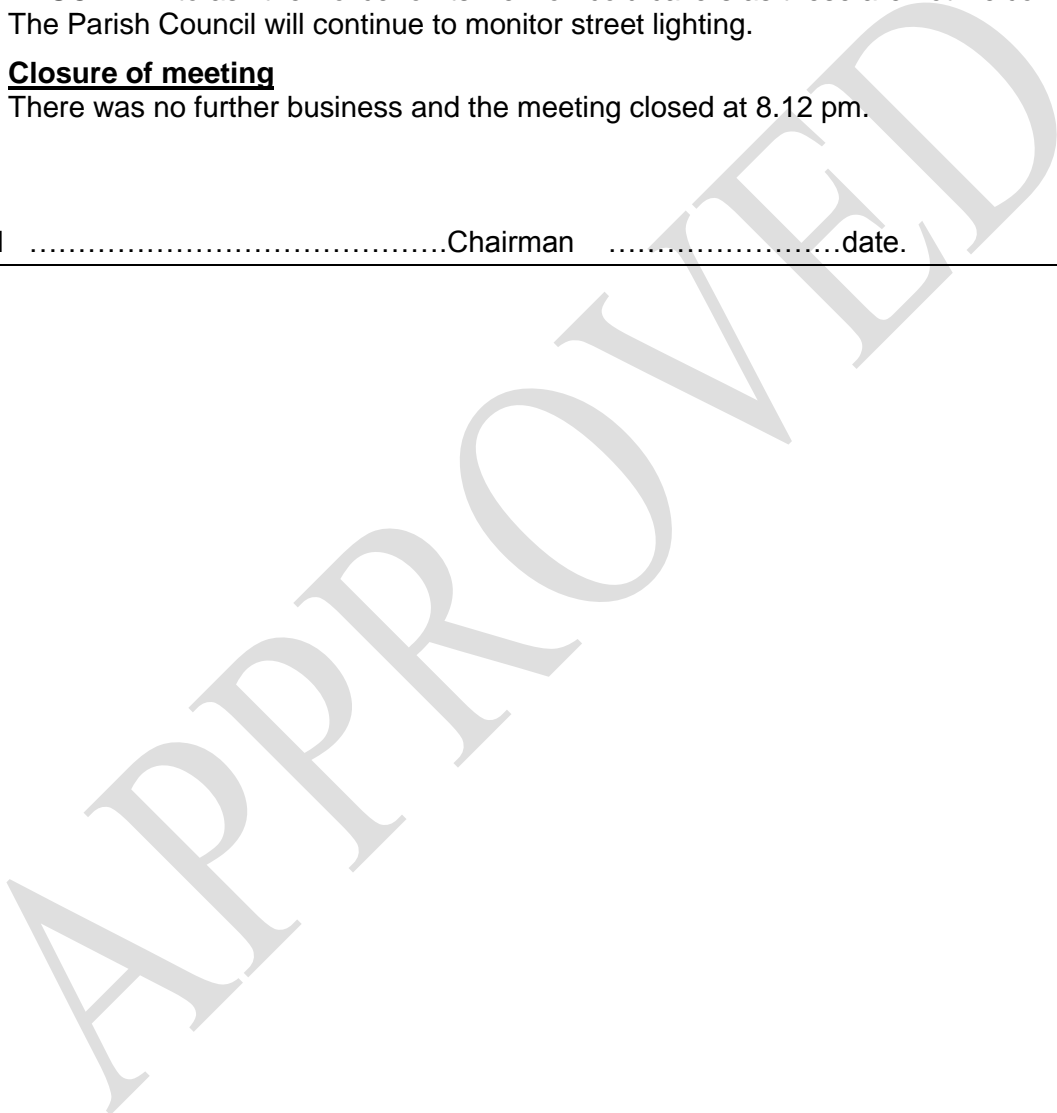 The Parish Council will continue to monitor street lighting.
Closure of meeting
There was no further business and the meeting closed at 8.12 pm.
…………………………………….Chairman ……………………date.
APPROVED